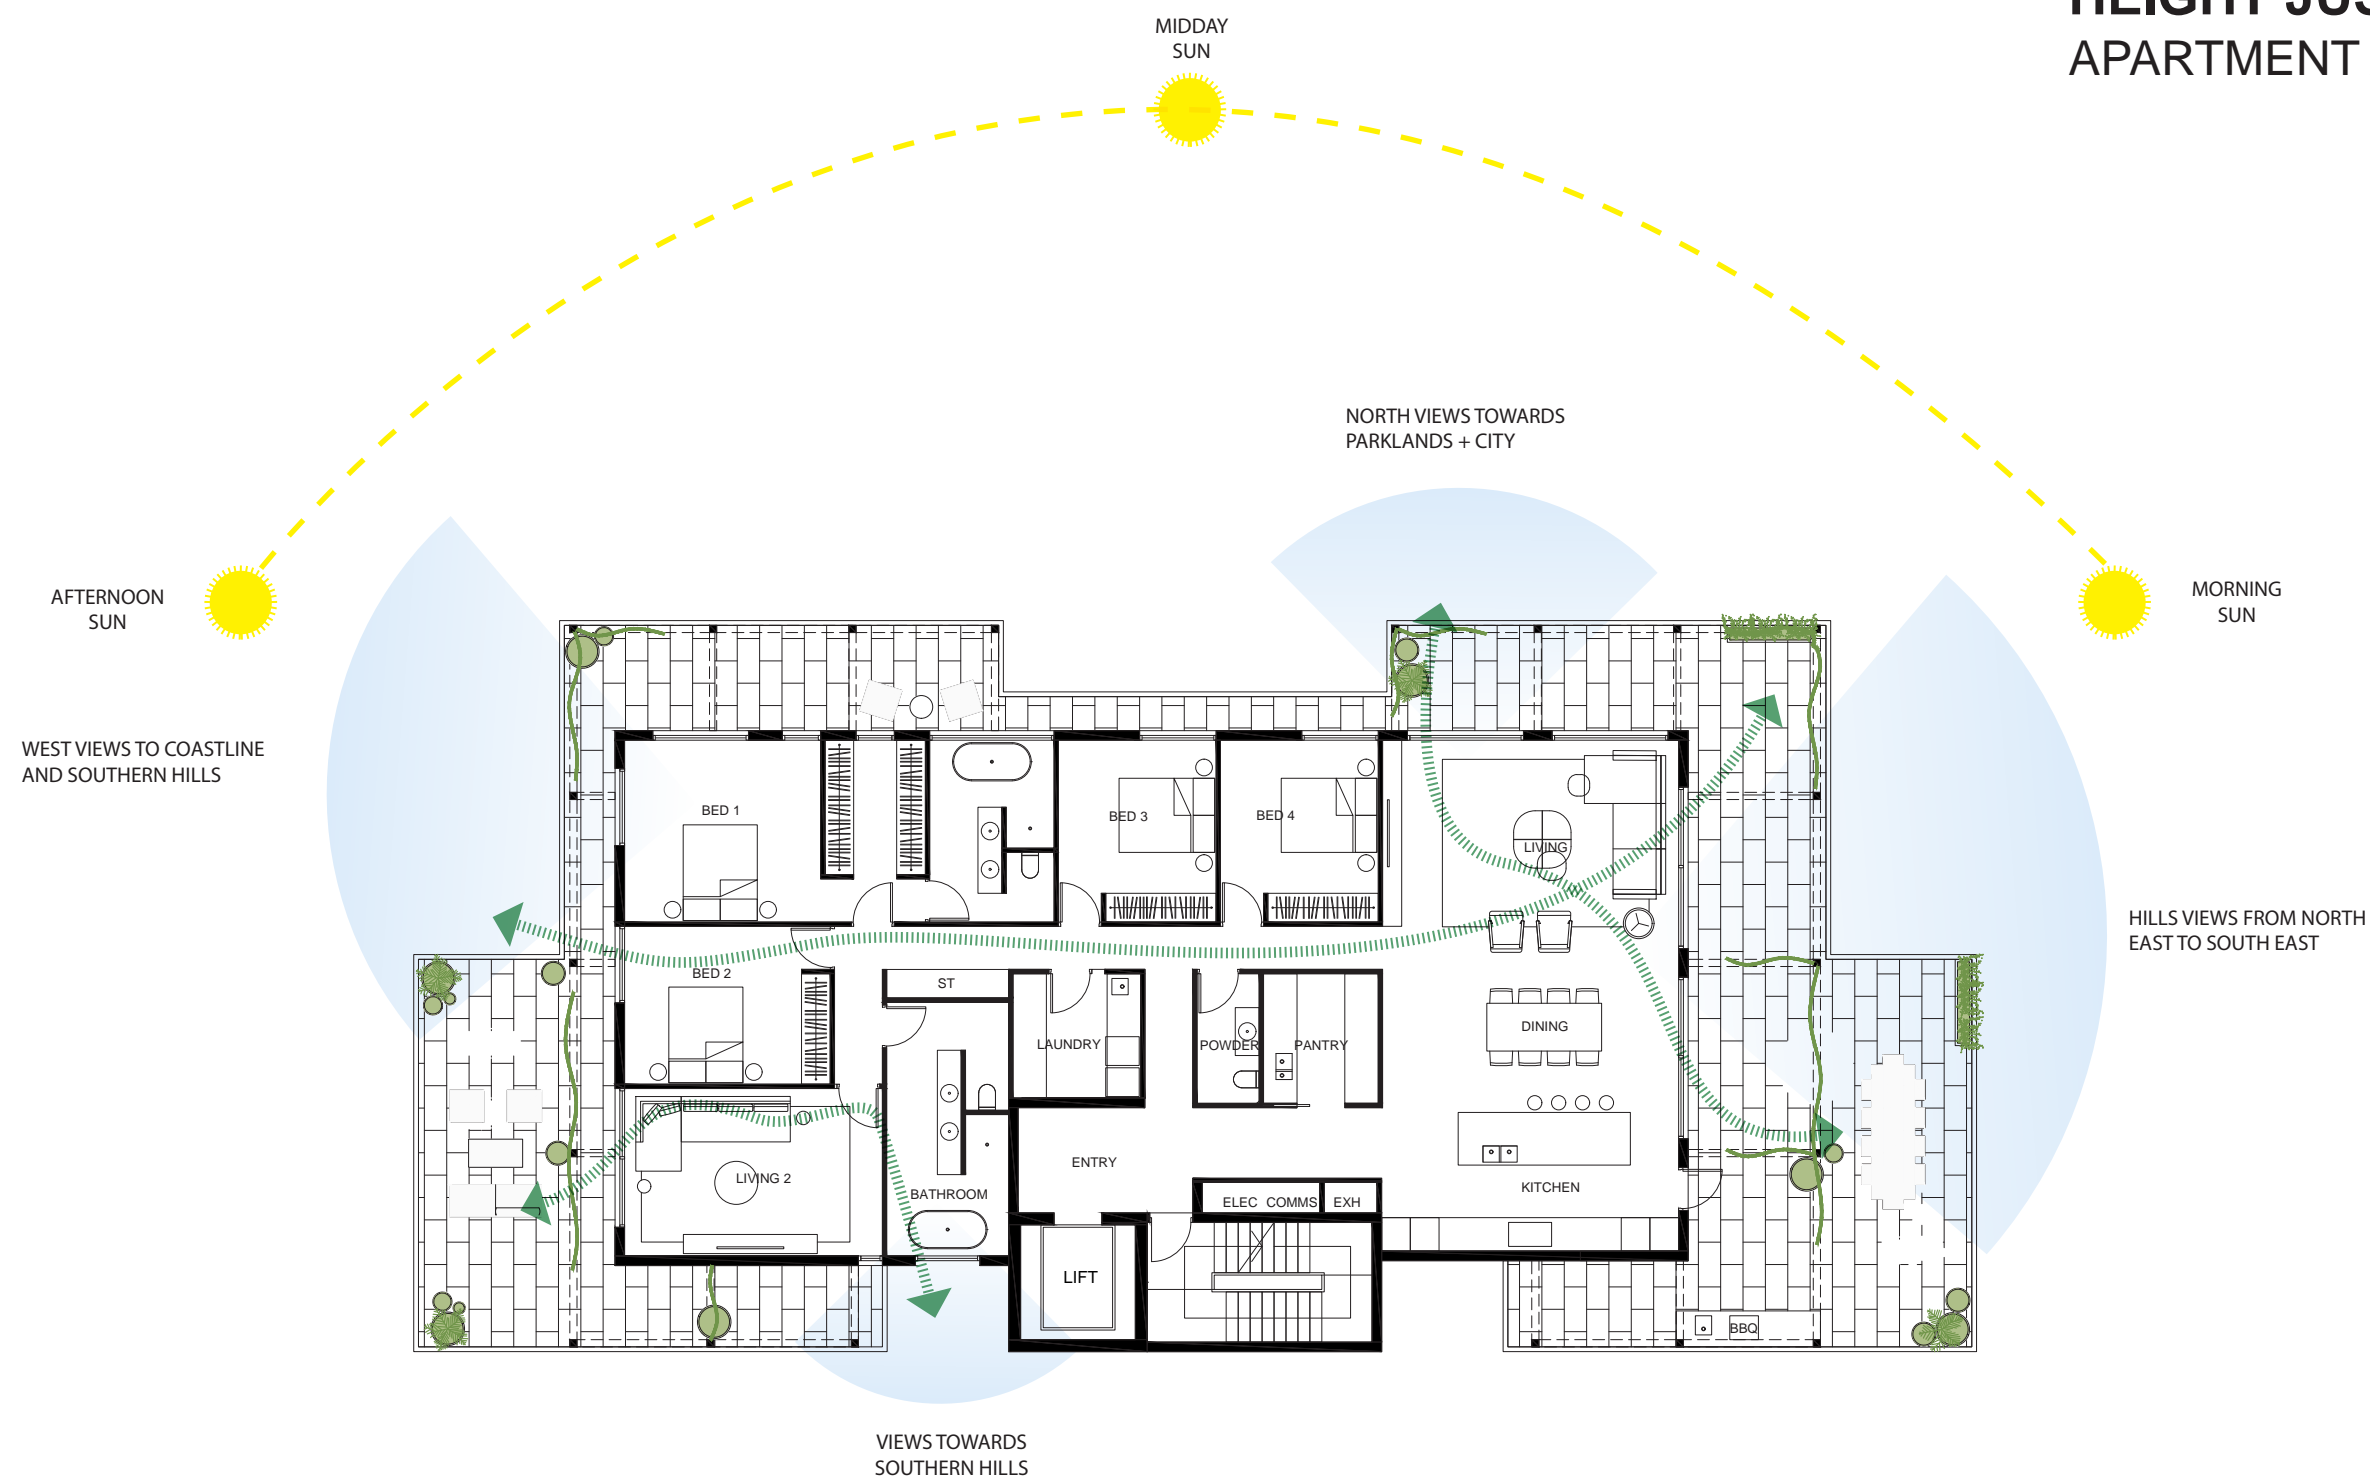 APARTMENT
MIDDAY
SUN
NORTH VIEWS TOWARDS
PARKLANDS + CITY
AFTERNOON
SUN
MORNING
SUN
WEST VIEWS TO COASTLINE
AND SOUTHERN HILLS
HILLS VIEWS FROM NORTH
EAST TO SOUTH EAST
BED 1
BED 3
BED 4
LIVING
BED 2
ST
LAUNDRY
POWDER
PANTRY
DINING
ENTRY
LIVING 2
BATHROOM
KITCHEN
ELEC COMMS
EXH
LIFT
BBQ
VIEWS TOWARDS
SOUTHERN HILLS